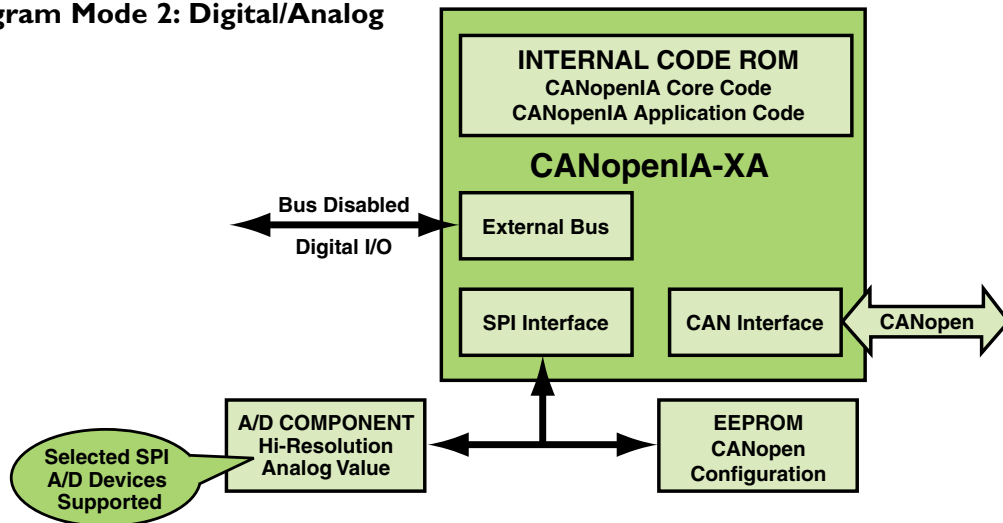 gram Mode 2: Digital/Analog
INTERNAL CODE ROM
CANopenIA Core Code
CANopenIA Application Code
CANopenIA-XA
Bus Disabled
Digital I/O
External Bus
SPI Interface
CAN Interface
CANopen
A/D COMPONENT
Hi-Resolution
Analog Value
EEPROM
CANopen
Configuration
Selected SPI
A/D Devices
Supported